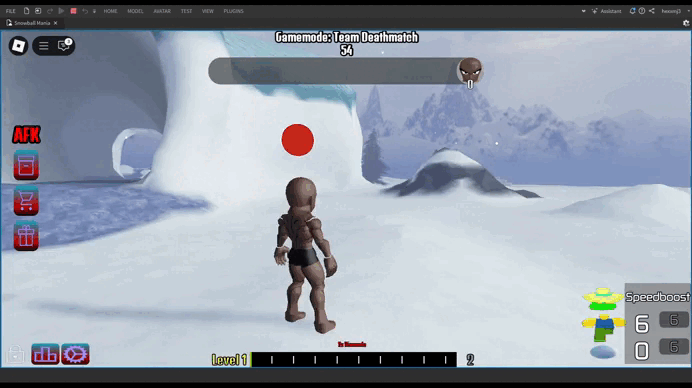 FILE
HOME MODEL AVATAR TEST VIEW PLUGINS
Assistant
Snowball Mania ×
Gamemode: Team Deathmatch
54
0
AFK
Speedboost
6 6
0 6
Level 1
2